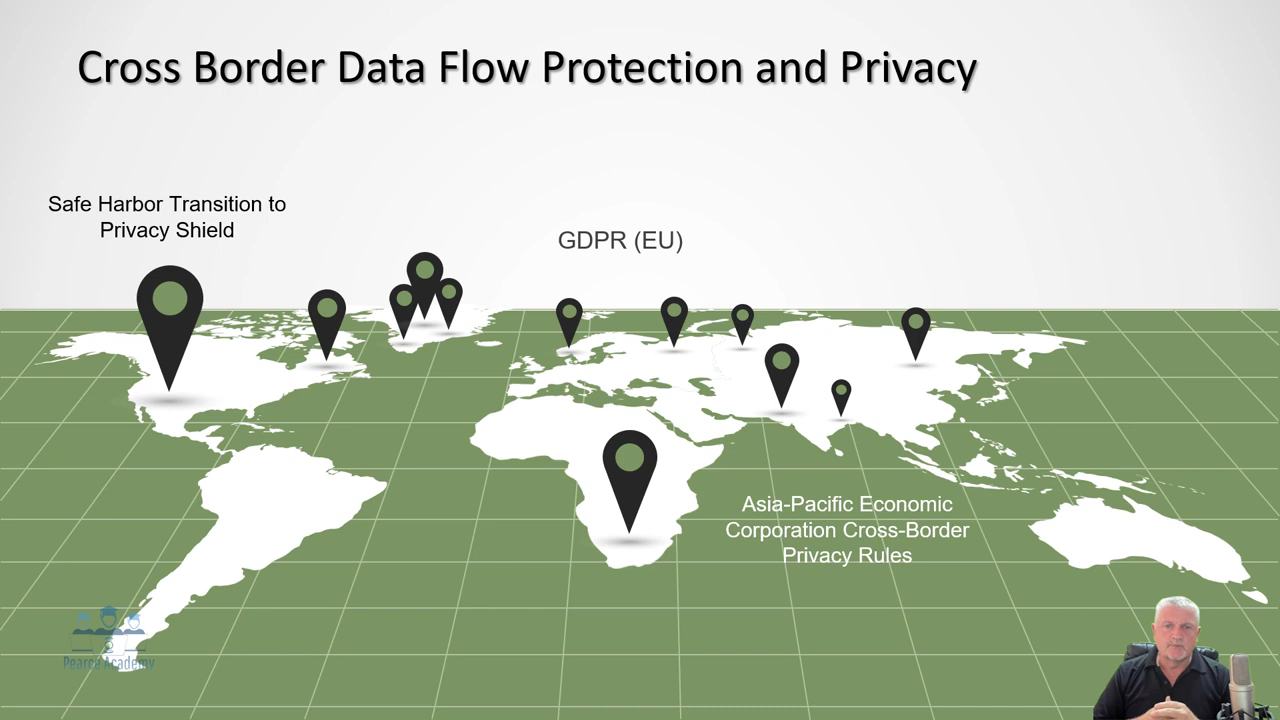 Cross Border Data Flow Protection and Privacy
Safe Harbor Transition to
Privacy Shield
GDPR (EU)
Asia-Pacific Economic
Corporation Cross-Border
Privacy Rules
Pearce Academy